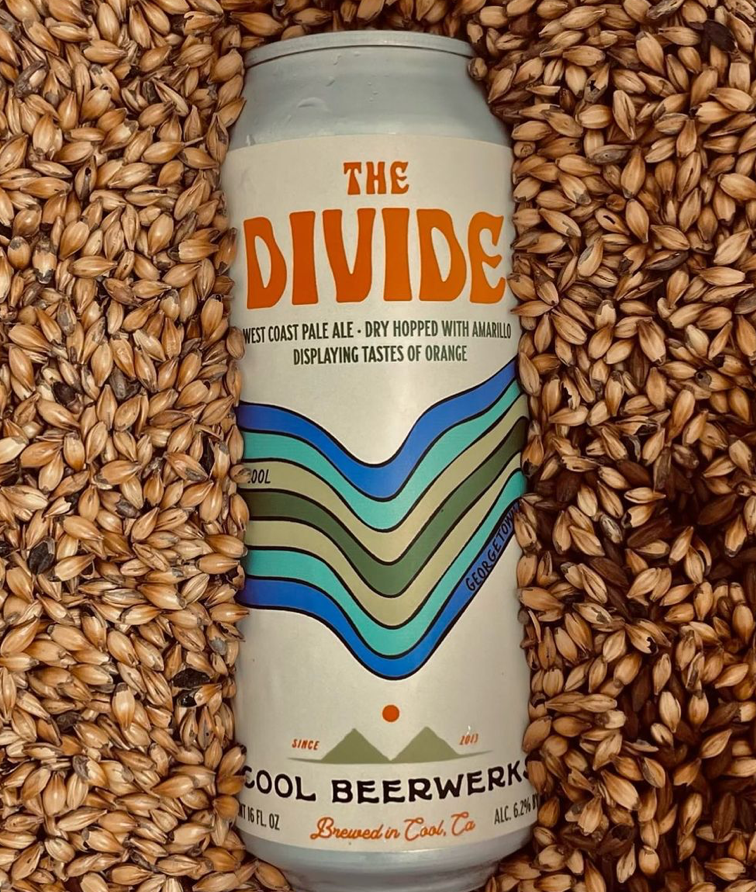 THE
DIVIDE
WEST COAST PALE ALE · DRY HOPPED WITH AMARILLO
DISPLAYING TASTES OF ORANGE
COOL
GEORGETOWN
SINCE 2013
COOL BEERWERKS
16 FL. OZ
ALC. 6.2%
Brewed in Cool, Ca